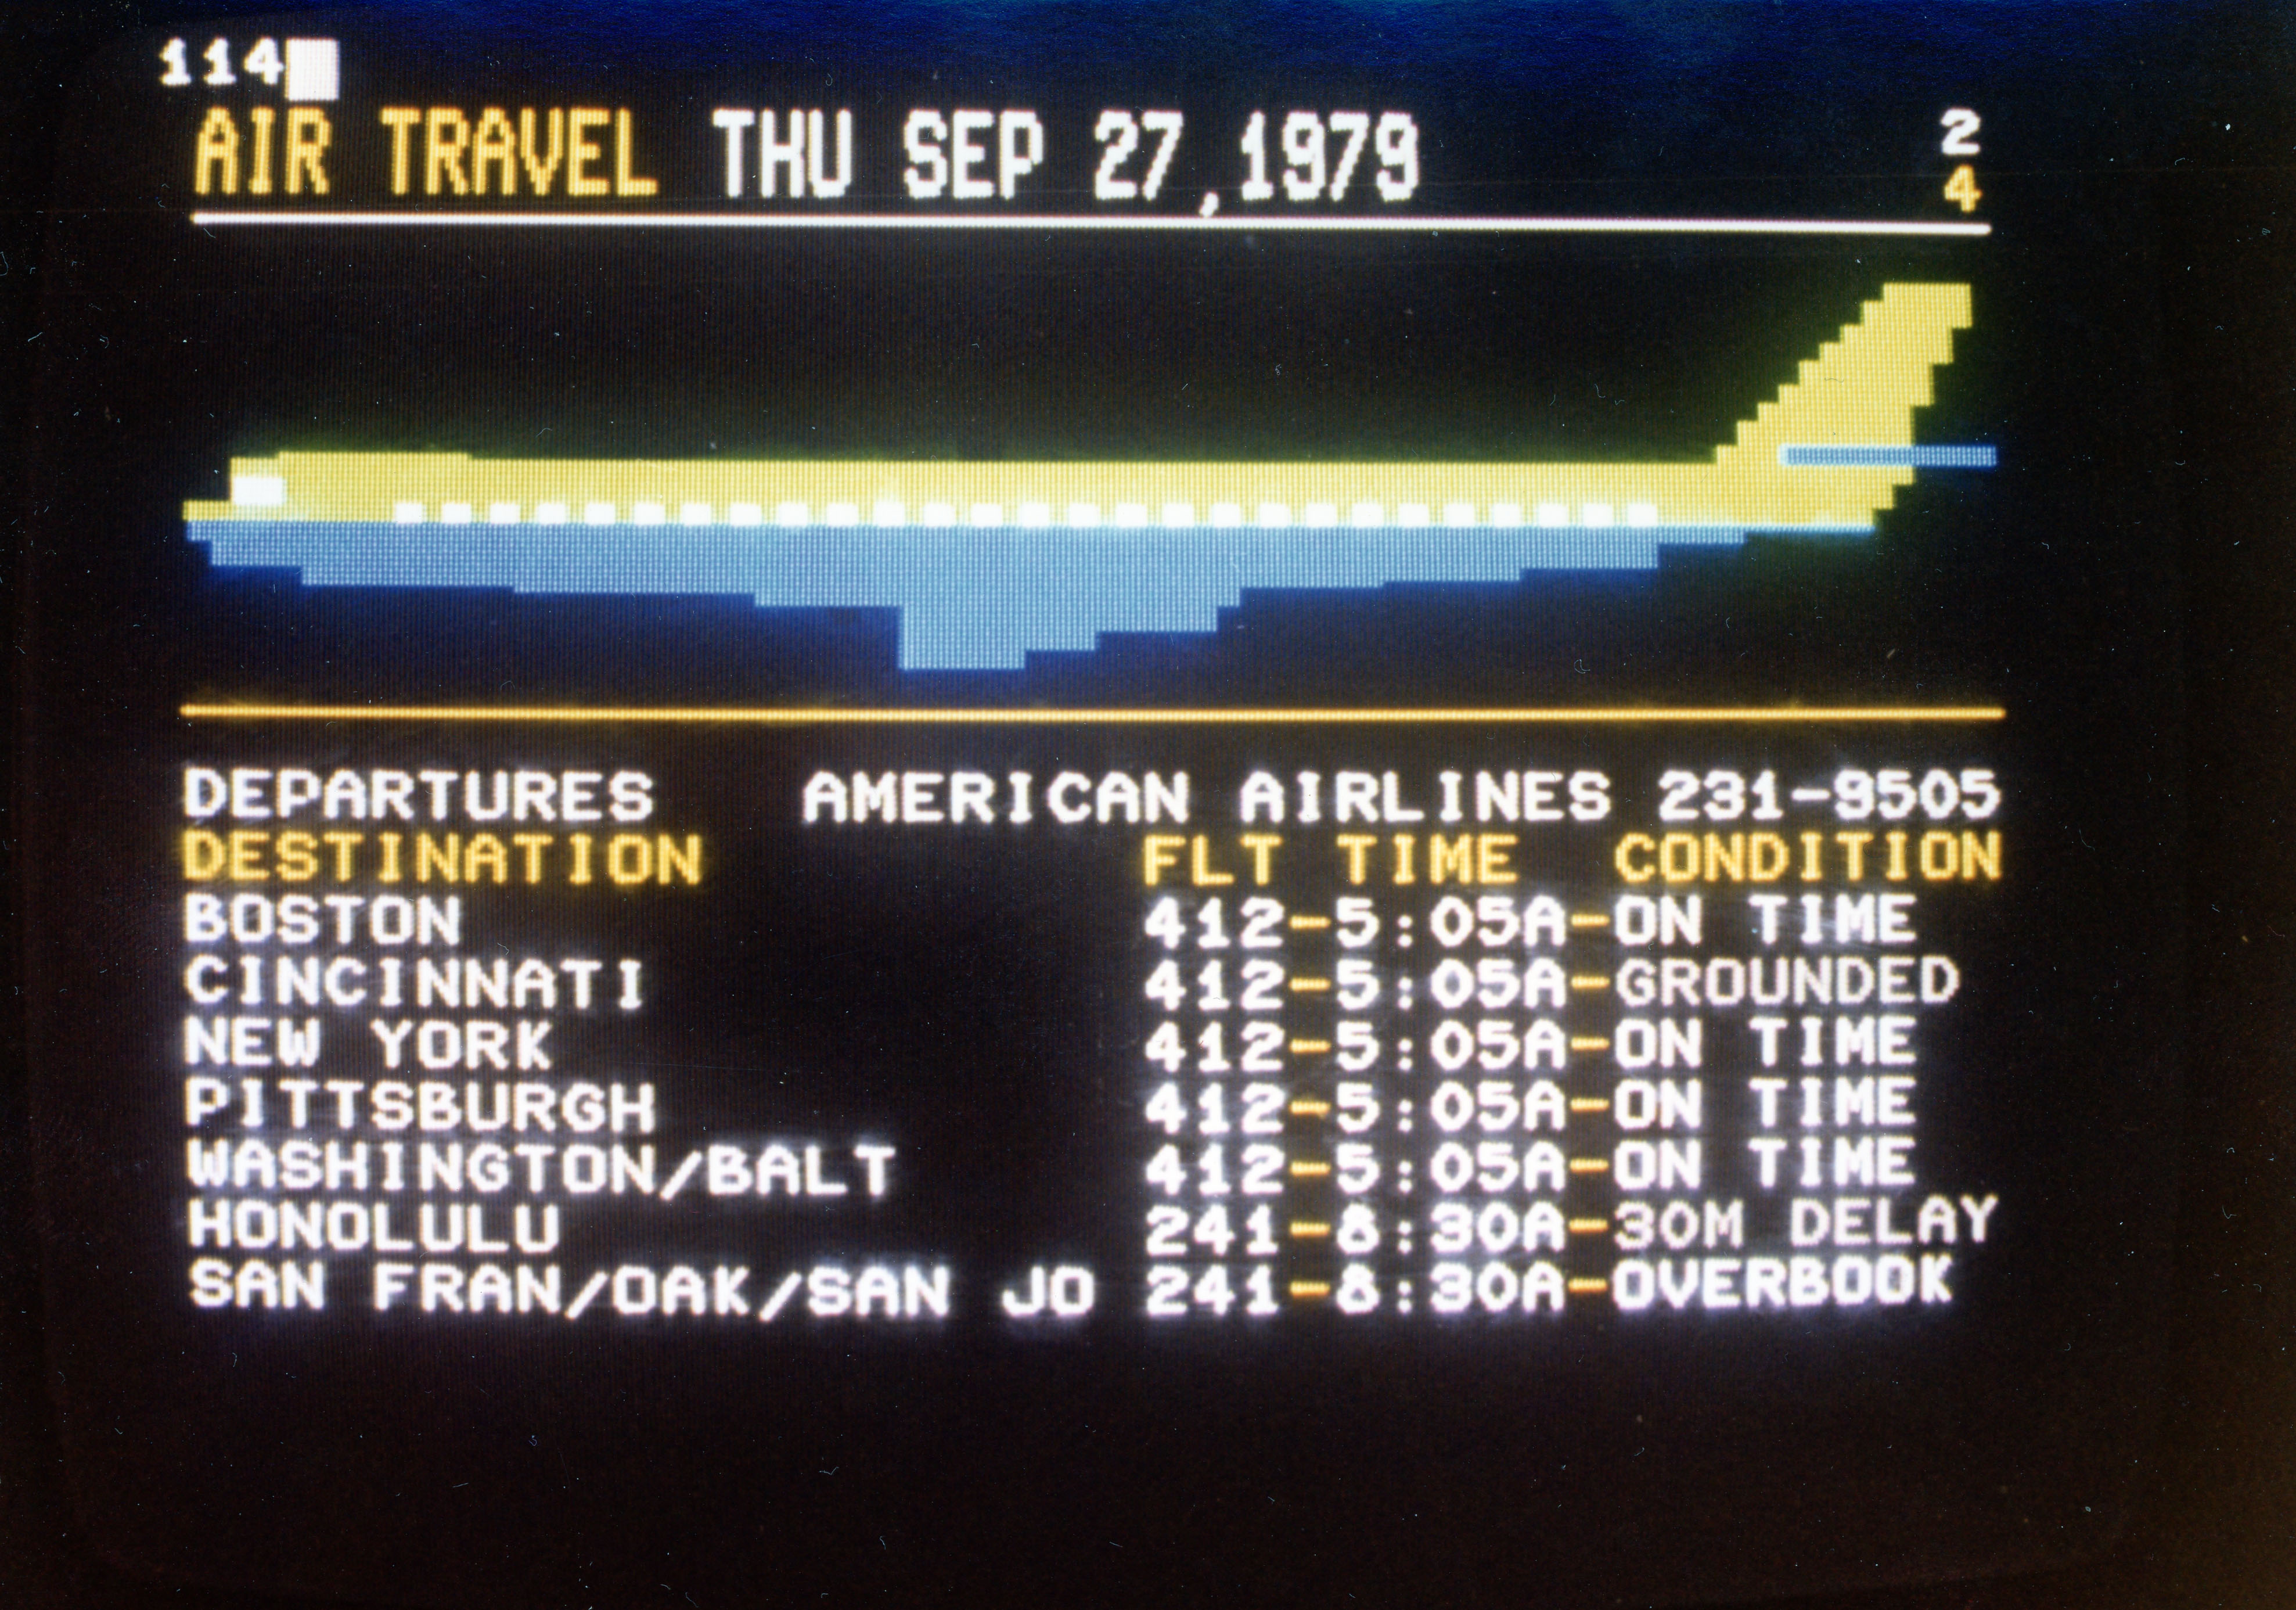 114
AIR TRAVEL THU SEP 27,1979 2
4
DEPARTURES AMERICAN AIRLINES 231-9505
DESTINATION FLT TIME CONDITION
BOSTON 412-5:05A-ON TIME
CINCINNATI 412-5:05A-GROUNDED
NEW YORK 412-5:05A-ON TIME
PITTSBURGH 412-5:05A-ON TIME
WASHINGTON/BALT 412-5:05A-ON TIME
HONOLULU 241-8:30A-30M DELAY
SAN FRAN/OAK/SAN JO 241-8:30A-OVERBOOK